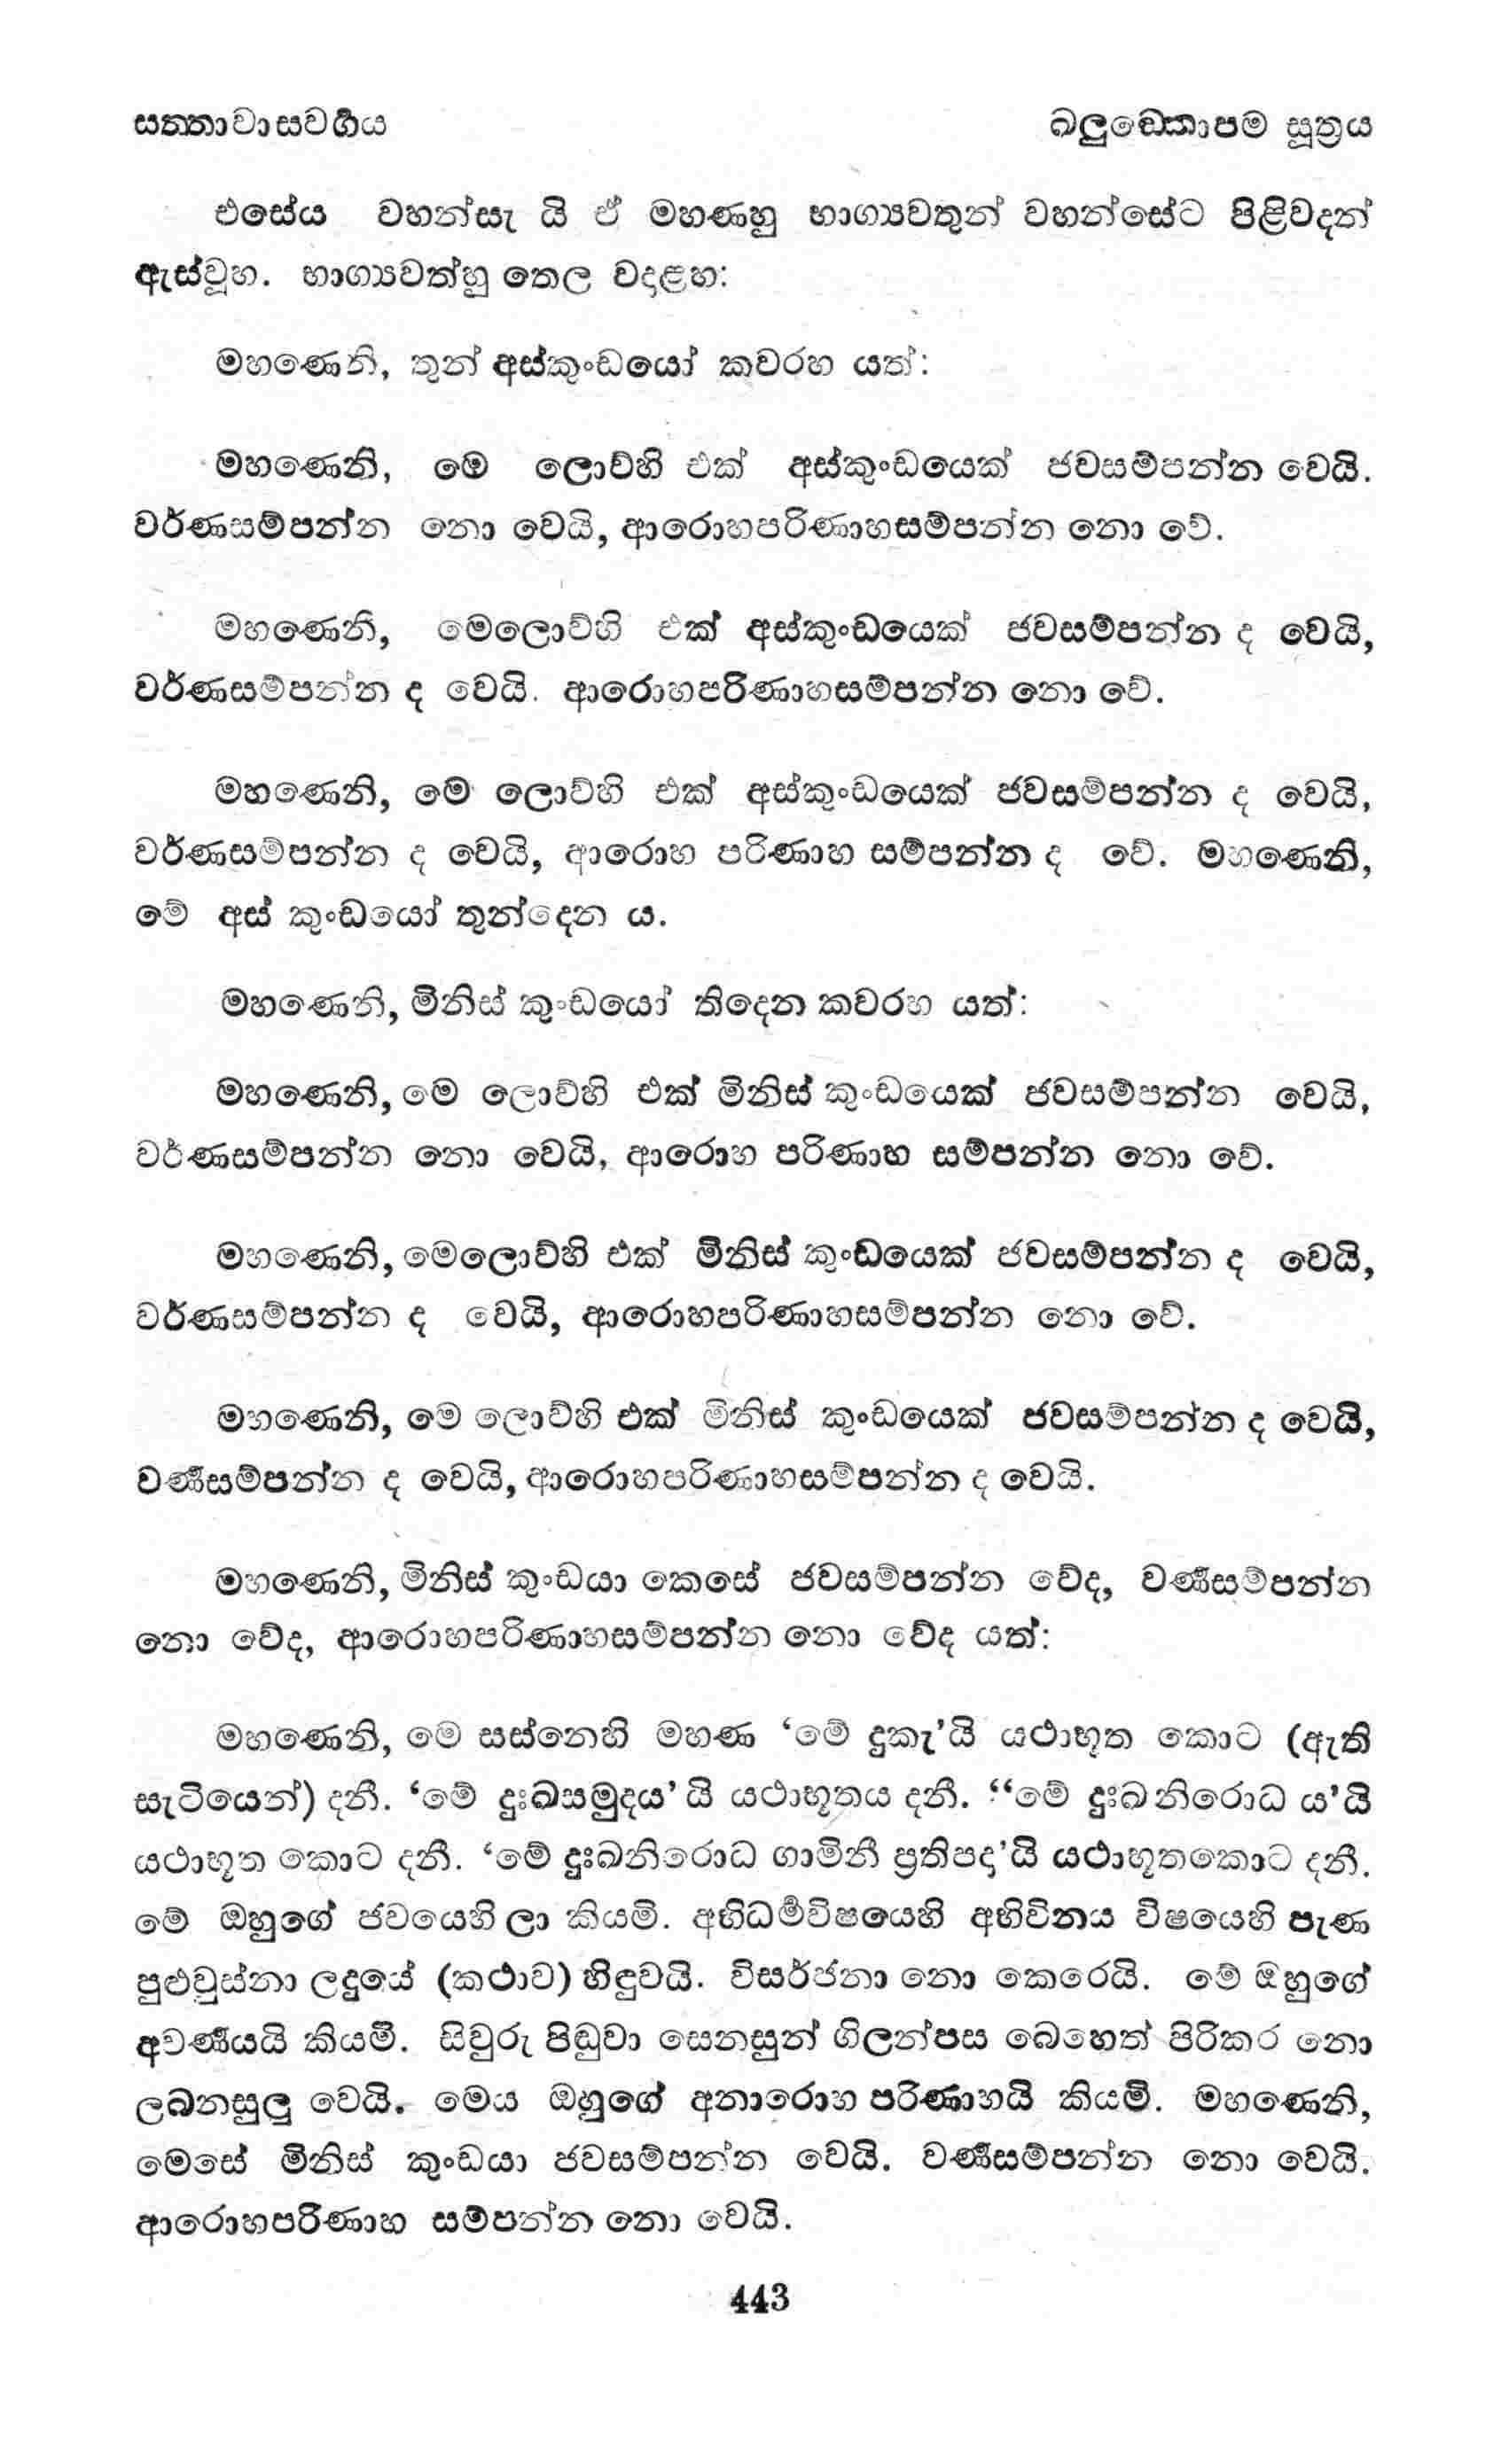 සත්තාවාසවර්‍ගය ඛලුඩ්කොපම සූත්‍රය
එසේය වහන්සැ යි ඒ මහණහු භාග්‍යවතුන් වහන්සේට පිළිවදන්
ඇස්වූහ. භාග්‍යවත්හු තෙල වදාළහ:
මහණෙනි, තුන් අස්කුංඩයෝ කවරහ යත්:
මහණෙනි, මෙ ලොව්හි එක් අස්කුංඩයෙක් ජවසම්පන්න වෙයි.
වර්ණසම්පන්න නො වෙයි, ආරොහපරිණාහසම්පන්න නො වේ.
මහණෙනි, මෙලොව්හි එක් අස්කුංඩයෙක් ජවසම්පන්න ද වෙයි,
වර්ණසම්පන්න ද වෙයි. ආරොහපරිණාහසම්පන්න නො වේ.
මහණෙනි, මෙ ලොව්හි එක් අස්කුංඩයෙක් ජවසම්පන්න ද වෙයි,
වර්ණසම්පන්න ද වෙයි, ආරොහ පරිණාහ සම්පන්න ද වේ. මහණෙනි,
මේ අස් කුංඩයෝ තුන්දෙන ය.
මහණෙනි, මිනිස් කුංඩයෝ තිදෙන කවරහ යත්:
මහණෙනි, මෙ ලොව්හි එක් මිනිස් කුංඩයෙක් ජවසම්පන්න වෙයි,
වර්ණසම්පන්න නො වෙයි, ආරොහ පරිණාහ සම්පන්න නො වේ.
මහණෙනි, මෙලොව්හි එක් මිනිස් කුංඩයෙක් ජවසම්පන්න ද වෙයි,
වර්ණසම්පන්න ද වෙයි, ආරොහපරිණාහසම්පන්න නො වේ.
මහණෙනි, මෙ ලොව්හි එක් මිනිස් කුංඩයෙක් ජවසම්පන්න ද වෙයි,
වර්‍ණසම්පන්න ද වෙයි, ආරොහපරිණාහසම්පන්න ද වෙයි.
මහණෙනි, මිනිස් කුංඩයා කෙසේ ජවසම්පන්න වේද, වර්‍ණසම්පන්න
නො වේද, ආරොහපරිණාහසම්පන්න නො වේද යත්:
මහණෙනි, මෙ සස්නෙහි මහණ ‘මේ දුකැ’යි යථාභූත කොට (ඇති
සැටියෙන්) දනී. ‘මේ දුඃඛසමුදය’ යි යථාභූතය දනී. “මේ දුඃඛනිරොධ ය’යි
යථාභූත කොට දනී. ‘මේ දුඃඛනිරොධ ගාමිනී ප්‍රතිපදා’යි යථාභූතකොට දනී.
මේ ඔහුගේ ජවයෙහි ලා කියමි. අභිධර්‍මවිෂයෙහි අභිවිනය විෂයෙහි පැණ
පුළුවුස්නා ලදුයේ (කථාව) හිඳුවයි. විසර්ජනා නො කෙරෙයි. මේ ඔහුගේ
අවර්‍ණයයි කියමි. සිවුරු පිඬුවා සෙනසුන් ගිලන්පස බෙහෙත් පිරිකර නො
ලබනසුලු වෙයි. මෙය ඔහුගේ අනාරොහ පරිණාහයි කියමි. මහණෙනි,
මෙසේ මිනිස් කුංඩයා ජවසම්පන්න වෙයි. වර්‍ණසම්පන්න නො වෙයි.
ආරොහපරිණාහ සම්පන්න නො වෙයි.
443